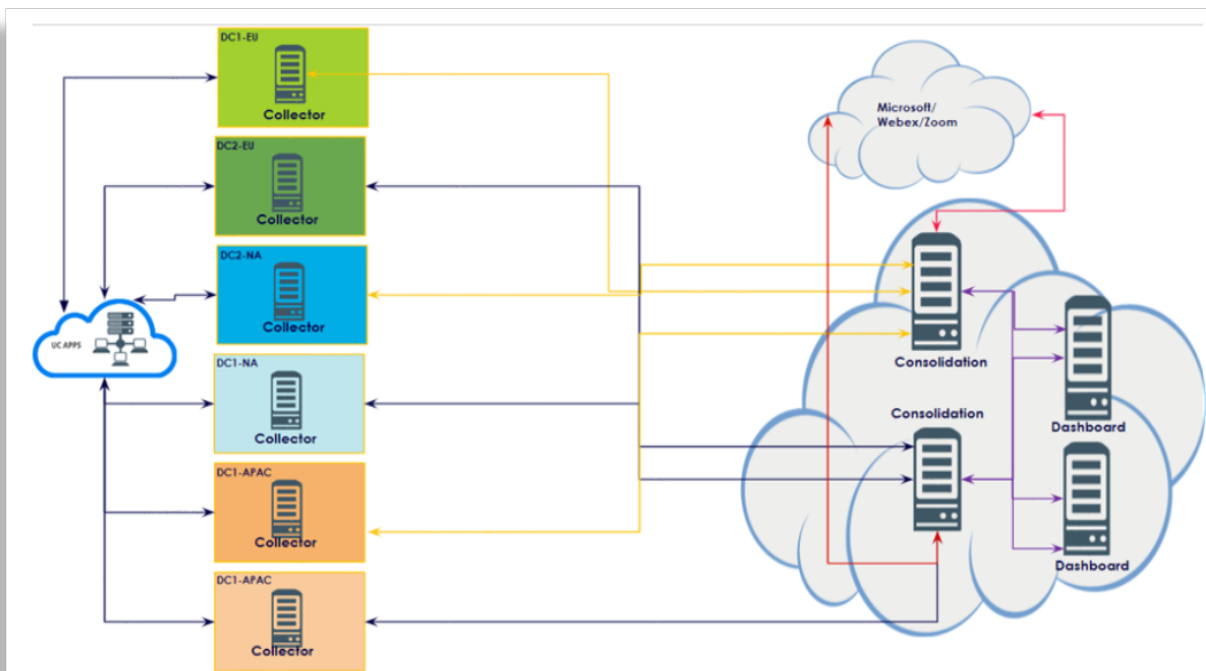 DC1-EU
Collector
DC2-EU
Collector
DC2-NA
Collector
DC1-NA
Collector
DC1-APAC
Collector
DC1-APAC
Collector
UC APPS
Microsoft/
Webex/Zoom
Consolidation
Consolidation
Dashboard
Dashboard